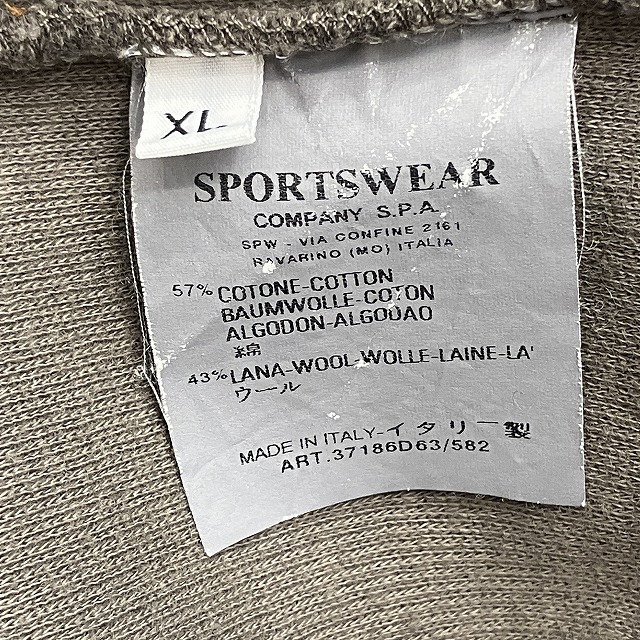 XL
SPORTSWEAR
COMPANY S.P.A.
SPW - VIA CONFINE 2161
RAVARINO (MO) ITALIA
57% COTONE-COTTON
BAUMWOLLE-COTON
ALGODON-ALGODAO
綿
43% LANA-WOOL-WOLLE-LAINE-LA'
ウール
MADE IN ITALY-イタリー製
ART.37186D63/582